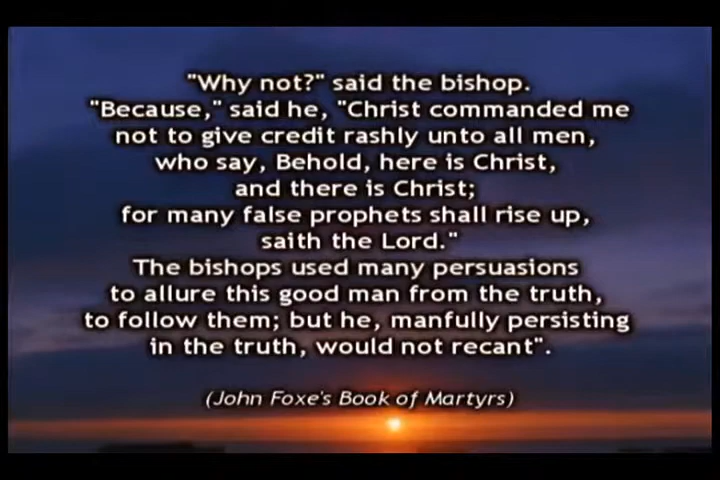 "Why not?" said the bishop.
"Because," said he, "Christ commanded me
not to give credit rashly unto all men,
who say, Behold, here is Christ,
and there is Christ;
for many false prophets shall rise up,
saith the Lord."
The bishops used many persuasions
to allure this good man from the truth,
to follow them; but he, manfully persisting
in the truth, would not recant".
(John Foxe's Book of Martyrs)